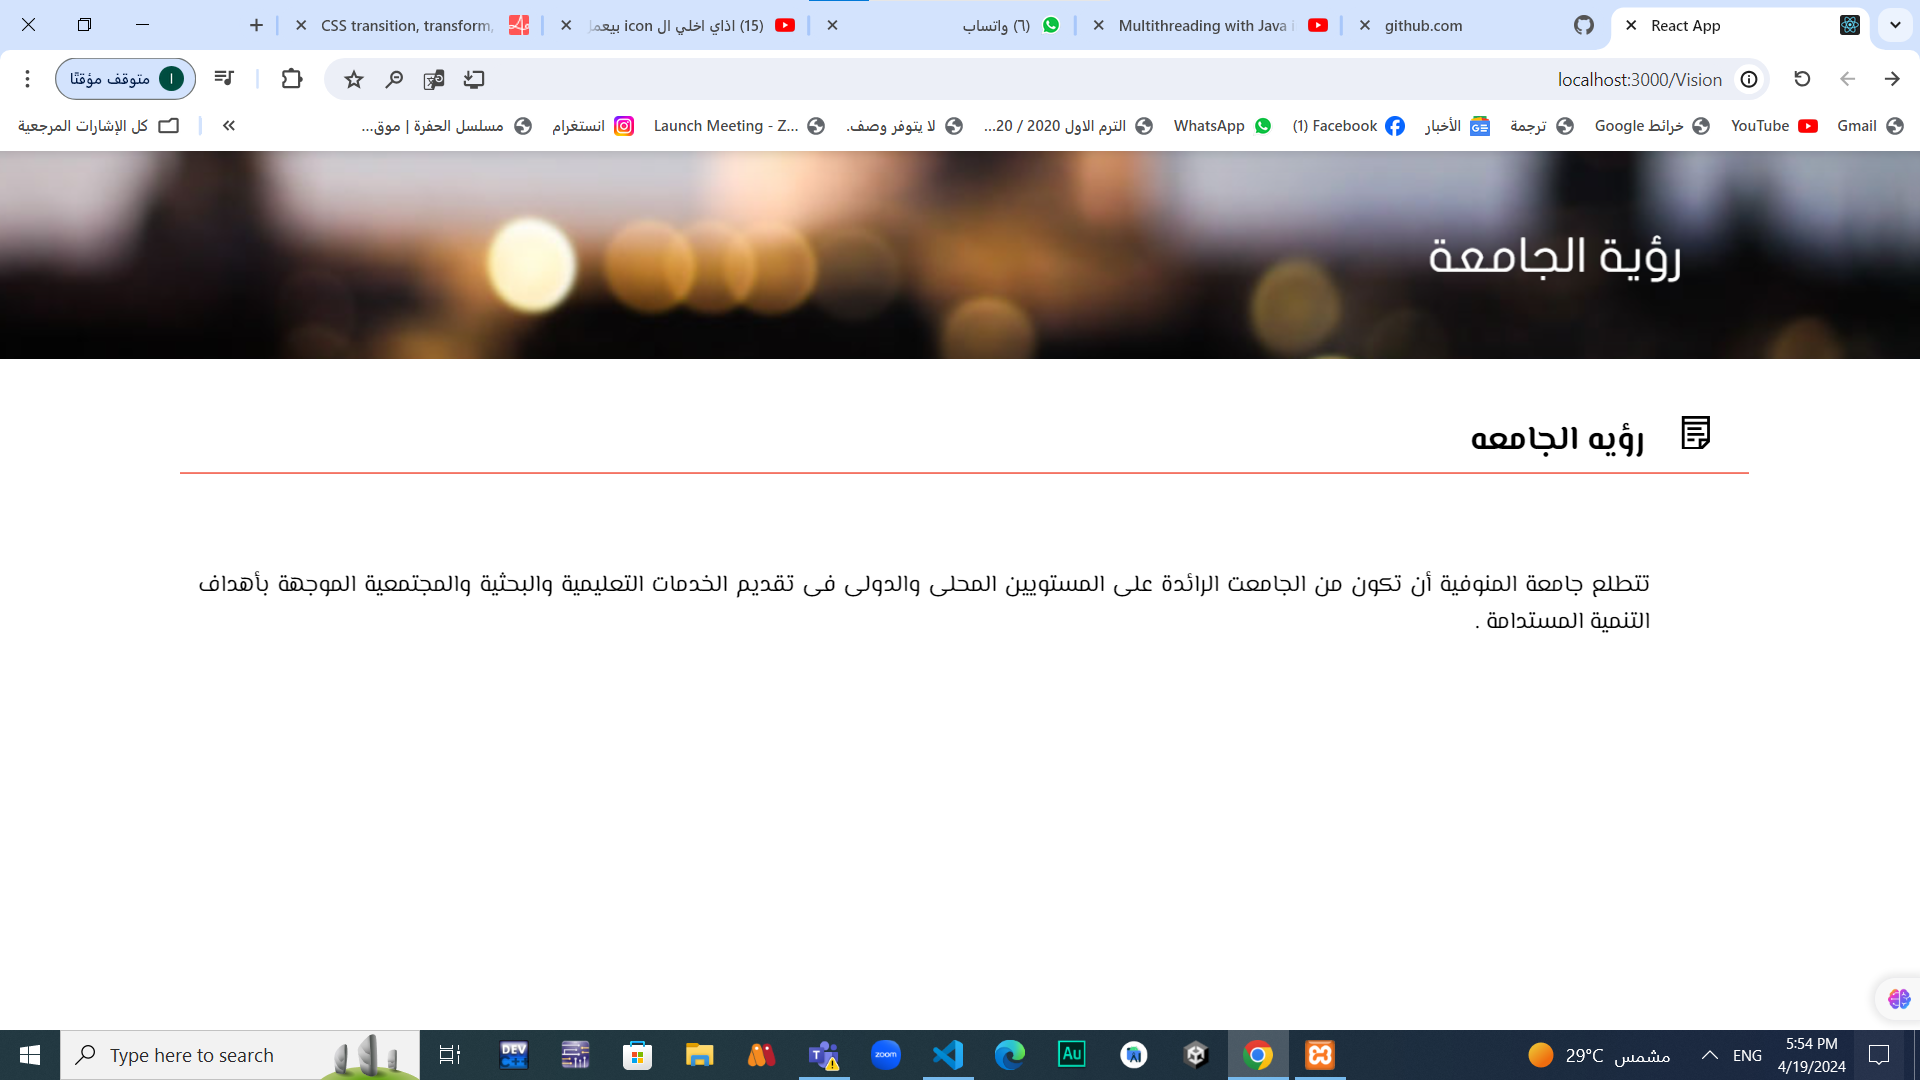 React App
github.com
Multithreading with Java i
(٦) واتساب
(15) اذاي اخلي ال icon بيعمل
CSS transition, transform,
localhost:3000/Vision
متوقف مؤقتًا
ا
Gmail
YouTube
خرائط Google
ترجمة
الأخبار
(1) Facebook
WhatsApp
الترم الاول 2020 / 20...
لا يتوفر وصف.
Launch Meeting - Z...
انستغرام
مسلسل الحفرة | موق...
كل الإشارات المرجعية
رؤية الجامعة
رؤيه الجامعه
تتطلع جامعة المنوفية أن تكون من الجامعت الرائدة على المستويين المحلى والدولى فى تقديم الخدمات التعليمية والبحثية والمجتمعية الموجهة بأهداف
التنمية المستدامة .
Type here to search
DEV C++
zoom
Au
29°C مشمس
ENG
5:54 PM
4/19/2024